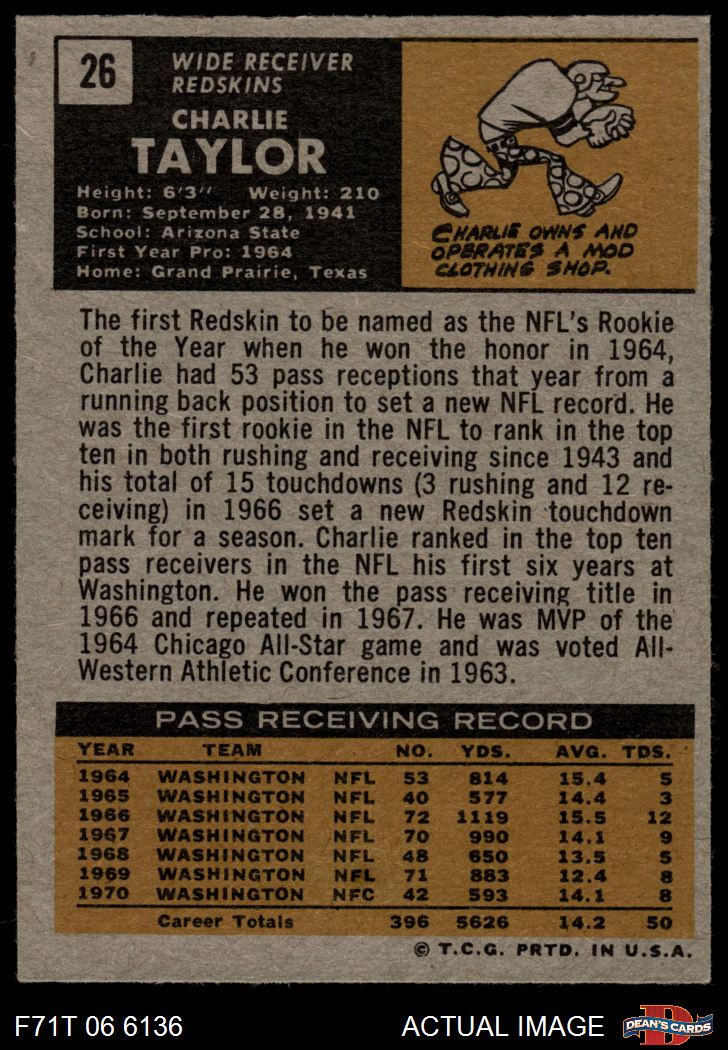 26
WIDE RECEIVER
REDSKINS
CHARLIE
TAYLOR
Height: 6'3" Weight: 210
Born: September 28, 1941
School: Arizona State
First Year Pro: 1964
Home: Grand Prairie, Texas
CHARLIE OWNS AND
OPERATES A MOD
CLOTHING SHOP.
The first Redskin to be named as the NFL's Rookie
of the Year when he won the honor in 1964,
Charlie had 53 pass receptions that year from a
running back position to set a new NFL record. He
was the first rookie in the NFL to rank in the top
ten in both rushing and receiving since 1943 and
his total of 15 touchdowns (3 rushing and 12 re-
ceiving) in 1966 set a new Redskin touchdown
mark for a season. Charlie ranked in the top ten
pass receivers in the NFL his first six years at
Washington. He won the pass receiving title in
1966 and repeated in 1967. He was MVP of the
1964 Chicago All-Star game and was voted All-
Western Athletic Conference in 1963.
PASS RECEIVING RECORD
YEAR TEAM NO. YDS. AVG. TDS.
1964 WASHINGTON NFL 53 814 15.4 5
1965 WASHINGTON NFL 40 577 14.4 3
1966 WASHINGTON NFL 72 1119 15.5 12
1967 WASHINGTON NFL 70 990 14.1 9
1968 WASHINGTON NFL 48 650 13.5 5
1969 WASHINGTON NFL 71 883 12.4 8
1970 WASHINGTON NFC 42 593 14.1 8
Career Totals 396 5626 14.2 50
© T.C.G. PRTD. IN U.S.A.
F71T 06 6136 ACTUAL IMAGE
D
DEAN'S CARDS